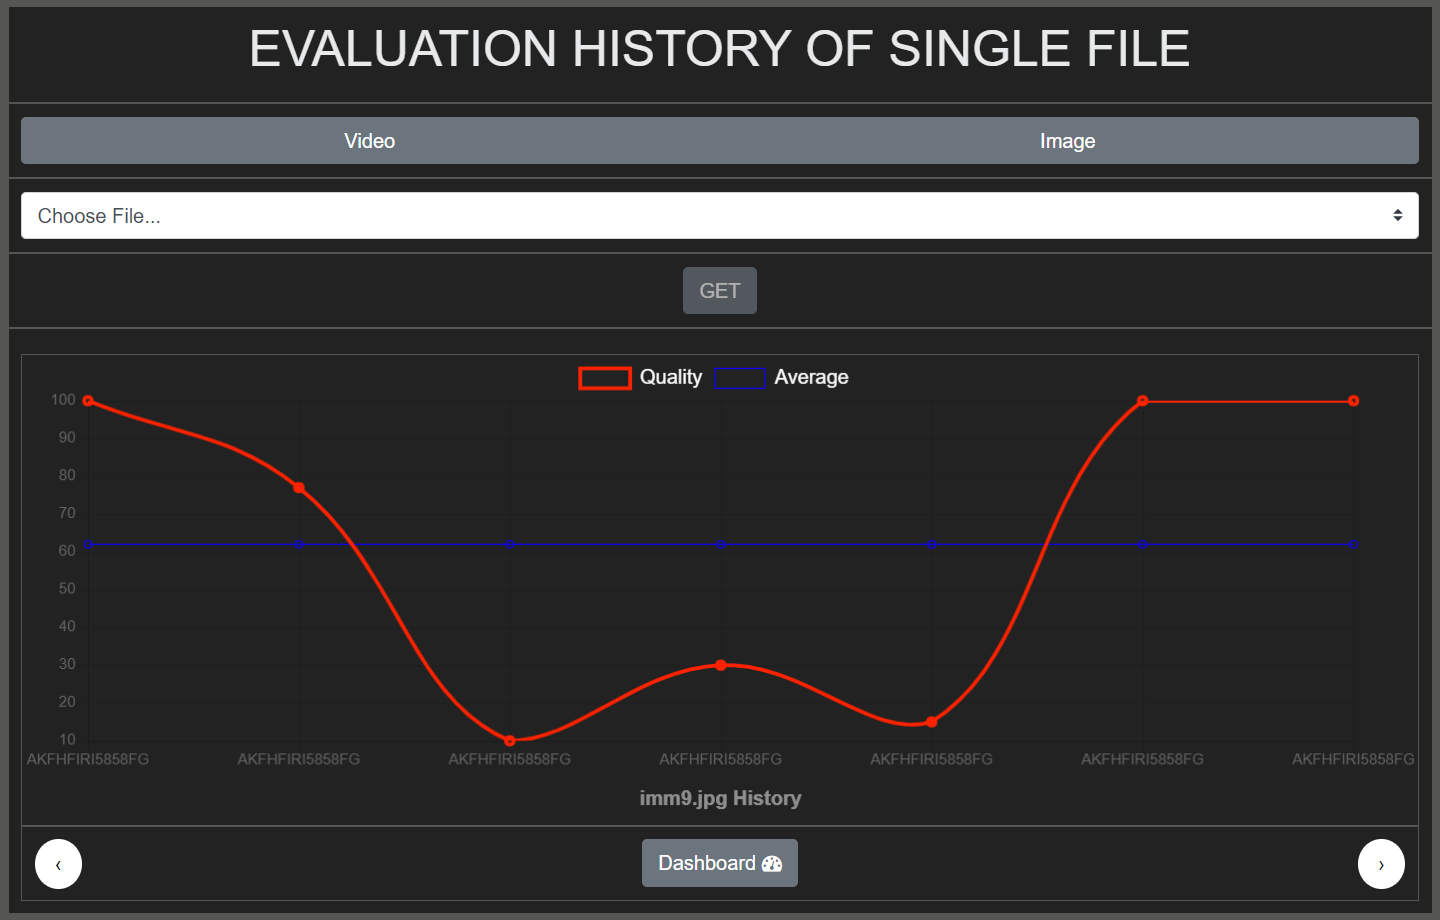 EVALUATION HISTORY OF SINGLE FILE
Video Image
Choose File...
GET
Quality Average
100
90
80
70
60
50
40
30
20
10
AKFHFIRI5858FG AKFHFIRI5858FG AKFHFIRI5858FG AKFHFIRI5858FG AKFHFIRI5858FG AKFHFIRI5858FG AKFHFIRI5858FG
imm9.jpg History
‹ Dashboard ›